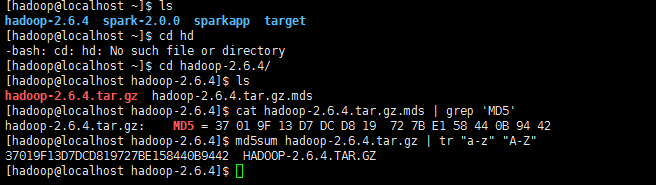 [hadoop@localhost ~]$ ls
hadoop-2.6.4  spark-2.0.0  sparkapp  target
[hadoop@localhost ~]$ cd hd
-bash: cd: hd: No such file or directory
[hadoop@localhost ~]$ cd hadoop-2.6.4/
[hadoop@localhost hadoop-2.6.4]$ ls
hadoop-2.6.4.tar.gz  hadoop-2.6.4.tar.gz.mds
[hadoop@localhost hadoop-2.6.4]$ cat hadoop-2.6.4.tar.gz.mds | grep 'MD5'
hadoop-2.6.4.tar.gz:    MD5 = 37 01 9F 13 D7 DC D8 19  72 7B E1 58 44 0B 94 42
[hadoop@localhost hadoop-2.6.4]$ md5sum hadoop-2.6.4.tar.gz | tr "a-z" "A-Z"
37019F13D7DCD819727BE158440B9442  HADOOP-2.6.4.TAR.GZ
[hadoop@localhost hadoop-2.6.4]$